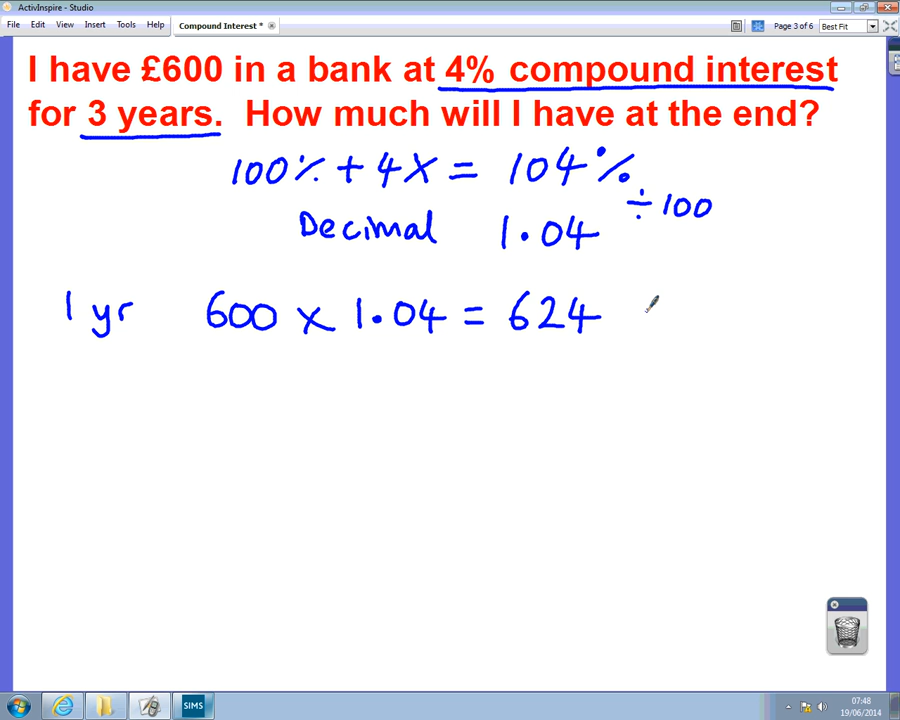 ActivInspire - Studio
File Edit View Insert Tools Help Compound Interest * Page 3 of 6 Best Fit
I have £600 in a bank at 4% compound interest
for 3 years. How much will I have at the end?
100% + 4% = 104%
÷100
Decimal 1.04
1 yr 600 x 1.04 = 624
SIMS
07:48
19/06/2014